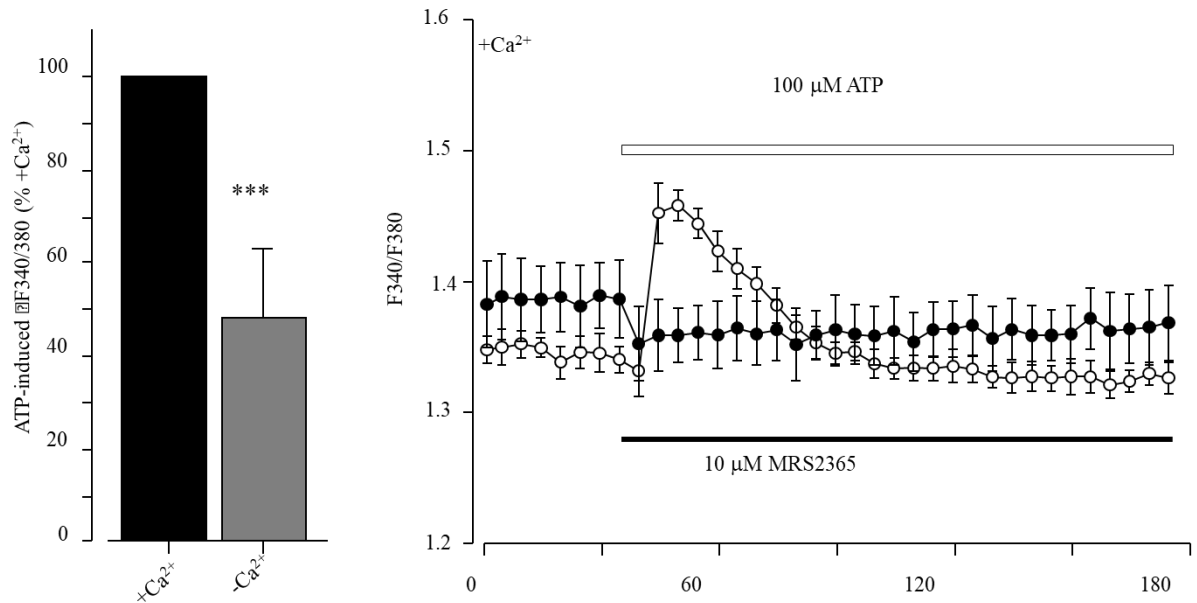 ATP-induced ⍰F340/380 (% +Ca²⁺)
100
80
60
40
20
0
***
+Ca²⁺
-Ca²⁺
F340/F380
1.6
1.5
1.4
1.3
1.2
+Ca²⁺
100 μM ATP
10 μM MRS2365
0
60
120
180